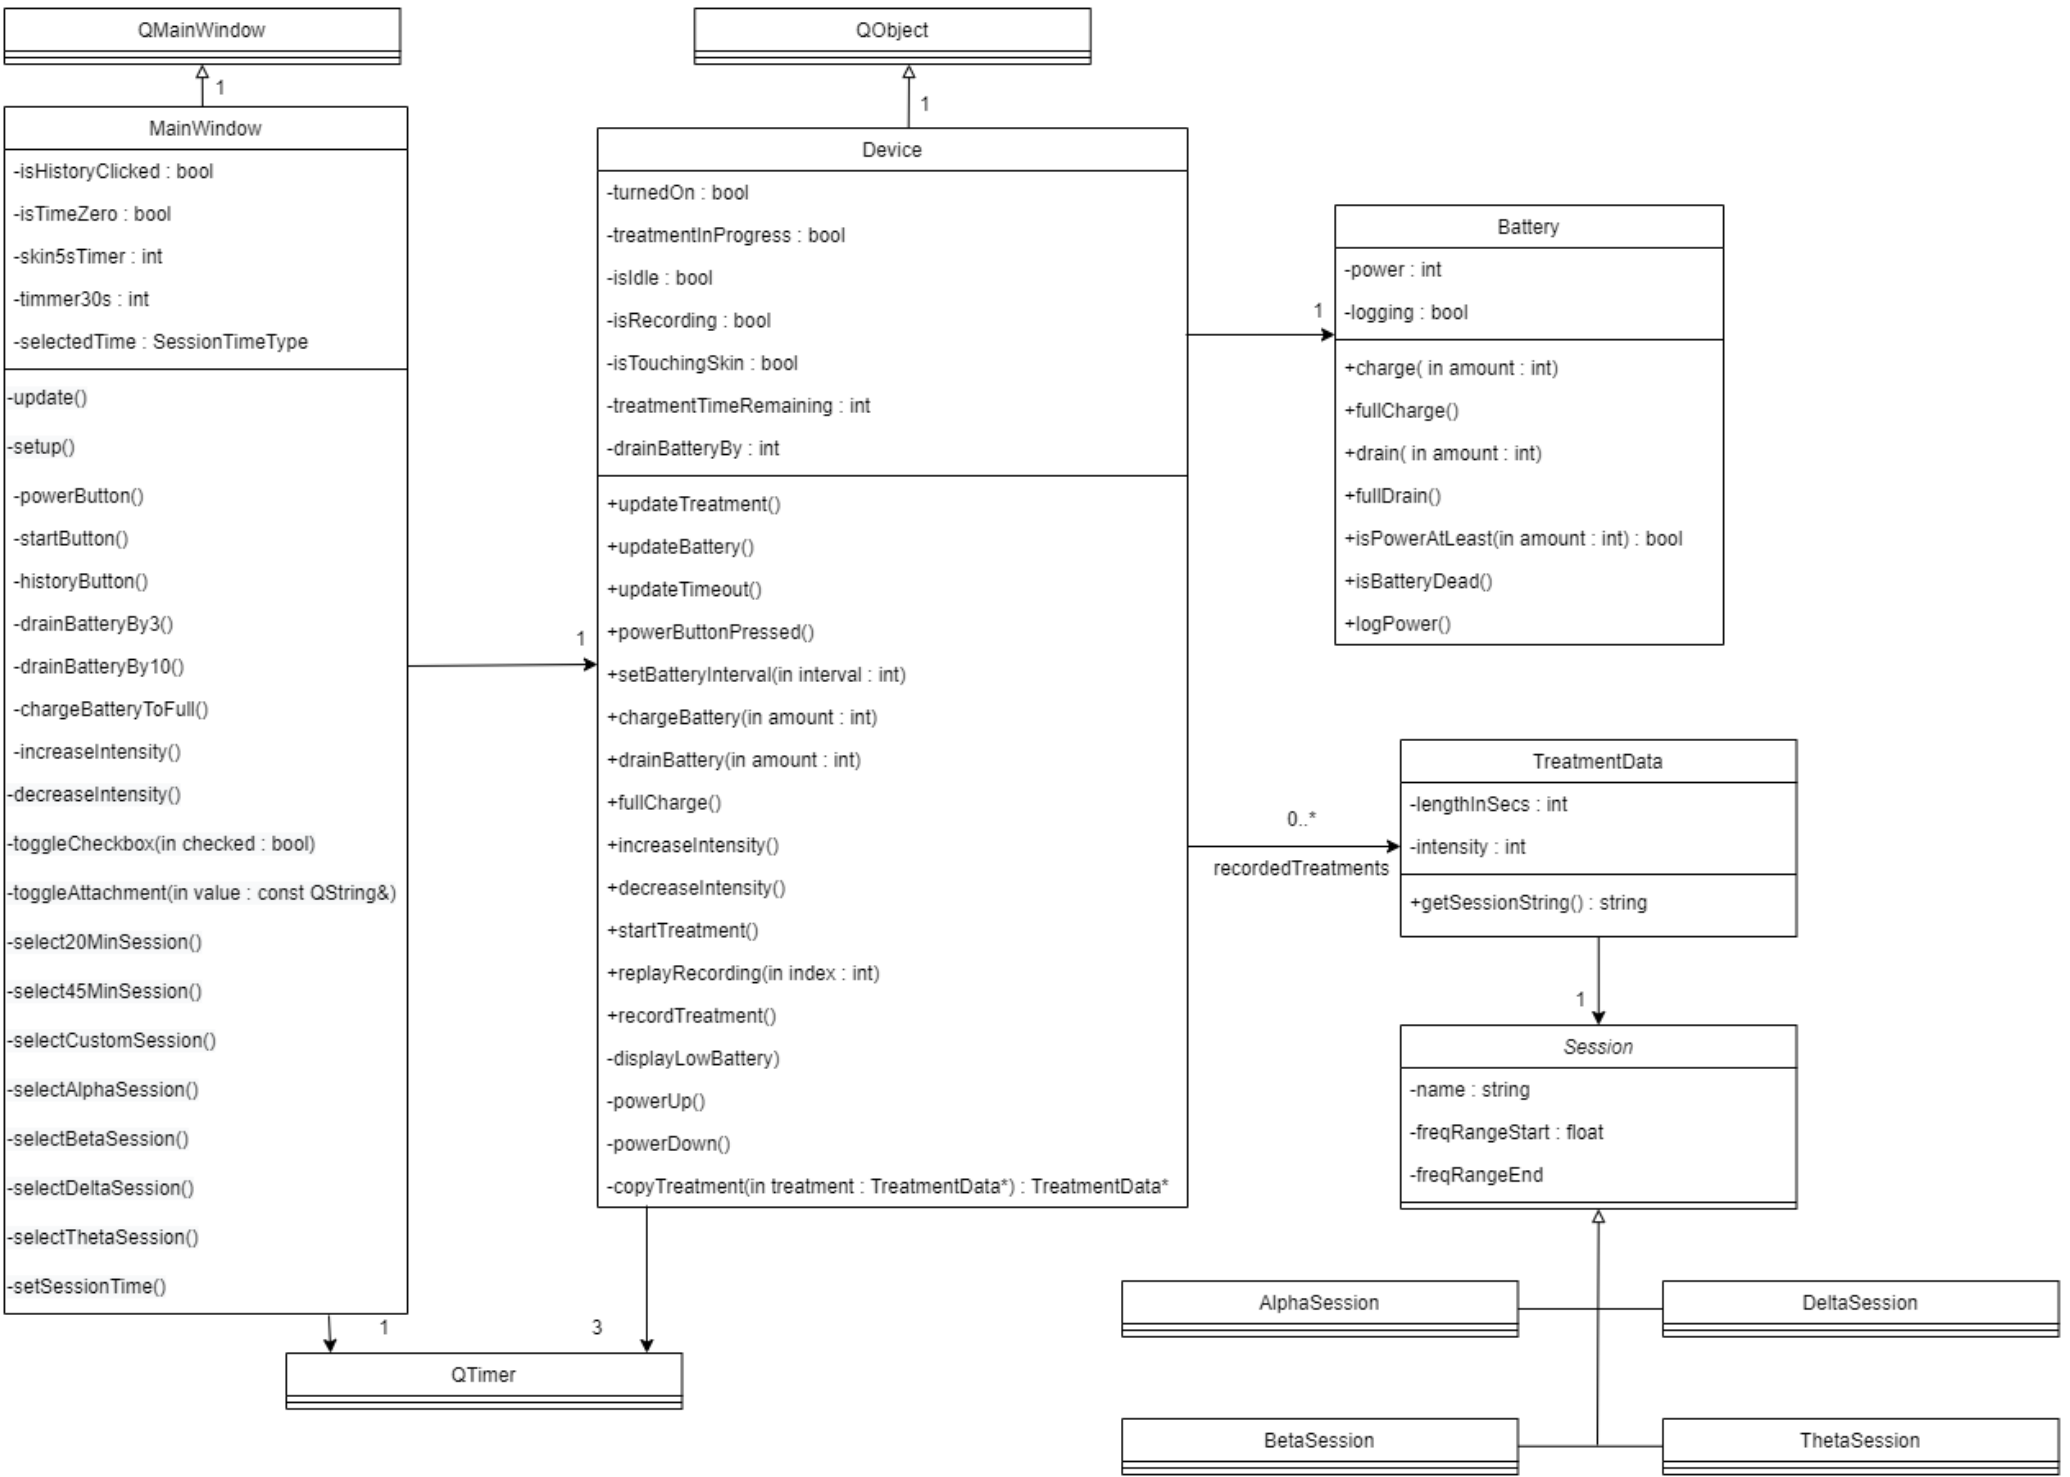 QMainWindow
1
MainWindow
-isHistoryClicked : bool
-isTimeZero : bool
-skin5sTimer : int
-timmer30s : int
-selectedTime : SessionTimeType
-update()
-setup()
-powerButton()
-startButton()
-historyButton()
-drainBatteryBy3()
-drainBatteryBy10()
-chargeBatteryToFull()
-increaseIntensity()
-decreaseIntensity()
-toggleCheckbox(in checked : bool)
-toggleAttachment(in value : const QString&)
-select20MinSession()
-select45MinSession()
-selectCustomSession()
-selectAlphaSession()
-selectBetaSession()
-selectDeltaSession()
-selectThetaSession()
-setSessionTime()
1
QObject
1
Device
-turnedOn : bool
-treatmentInProgress : bool
-isIdle : bool
-isRecording : bool
-isTouchingSkin : bool
-treatmentTimeRemaining : int
-drainBatteryBy : int
+updateTreatment()
+updateBattery()
+updateTimeout()
+powerButtonPressed()
+setBatteryInterval(in interval : int)
+chargeBattery(in amount : int)
+drainBattery(in amount : int)
+fullCharge()
+increaseIntensity()
+decreaseIntensity()
+startTreatment()
+replayRecording(in index : int)
+recordTreatment()
-displayLowBattery)
-powerUp()
-powerDown()
-copyTreatment(in treatment : TreatmentData*) : TreatmentData*
1
3
QTimer
1
Battery
-power : int
-logging : bool
+charge( in amount : int)
+fullCharge()
+drain( in amount : int)
+fullDrain()
+isPowerAtLeast(in amount : int) : bool
+isBatteryDead()
+logPower()
0..*
recordedTreatments
TreatmentData
-lengthInSecs : int
-intensity : int
+getSessionString() : string
1
Session
-name : string
-freqRangeStart : float
-freqRangeEnd
AlphaSession
DeltaSession
BetaSession
ThetaSession